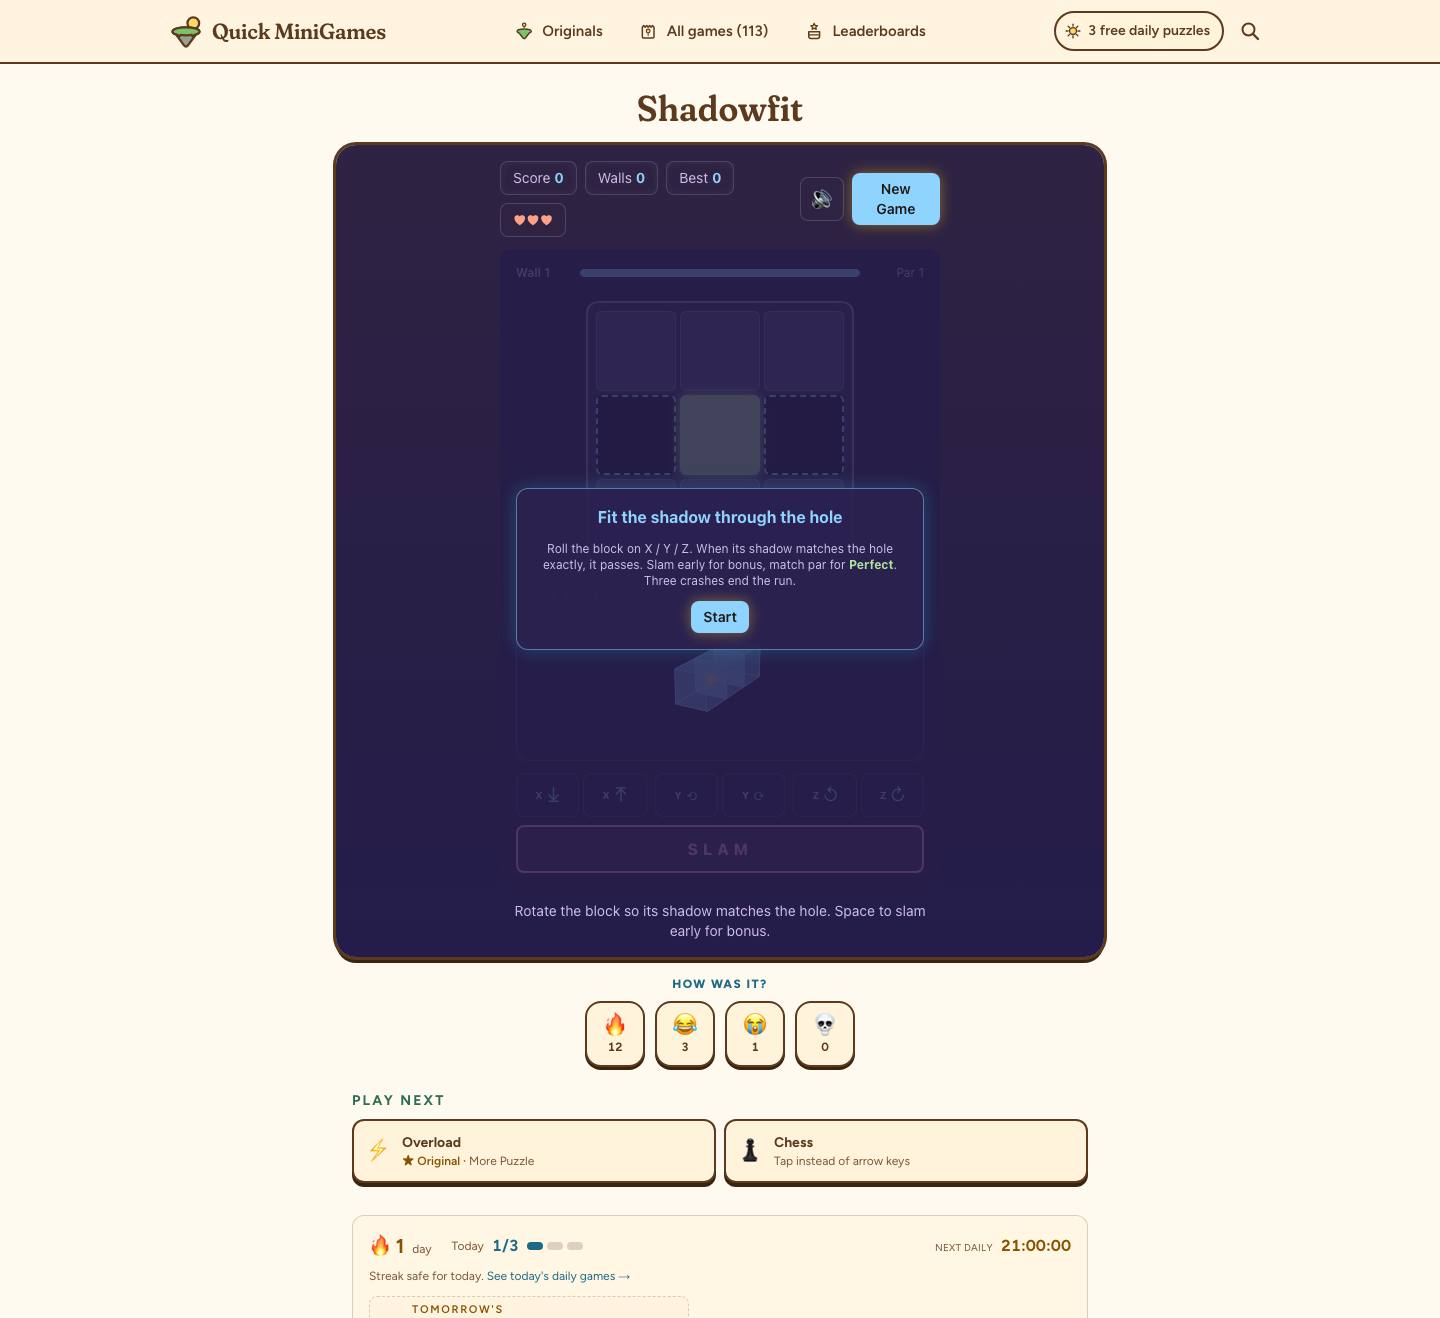 Quick MiniGames
Originals
All games (113)
Leaderboards
3 free daily puzzles
Shadowfit
Score 0
Walls 0
Best 0
New
Game
Wall 1
Par 1
Fit the shadow through the hole
Roll the block on X / Y / Z. When its shadow matches the hole
exactly, it passes. Slam early for bonus, match par for Perfect.
Three crashes end the run.
Start
X
X
Y
Y
Z
Z
SLAM
Rotate the block so its shadow matches the hole. Space to slam
early for bonus.
HOW WAS IT?
12
3
1
0
PLAY NEXT
Overload
Original · More Puzzle
Chess
Tap instead of arrow keys
1 day
Today 1/3
NEXT DAILY 21:00:00
Streak safe for today. See today's daily games →
TOMORROW'S